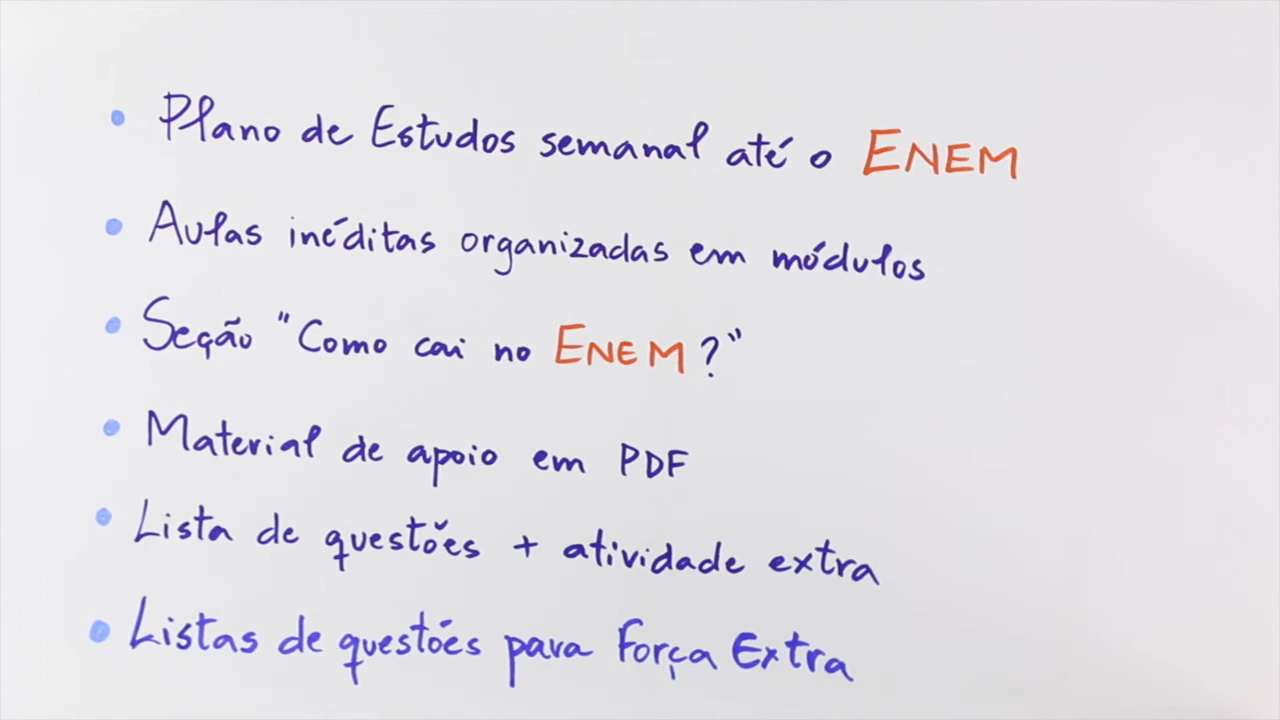 • Plano de Estudos semanal até o ENEM
• Aulas inéditas organizadas em módulos
• Seção "Como cai no ENEM?"
• Material de apoio em PDF
• Lista de questões + atividade extra
• Listas de questões para Força Extra